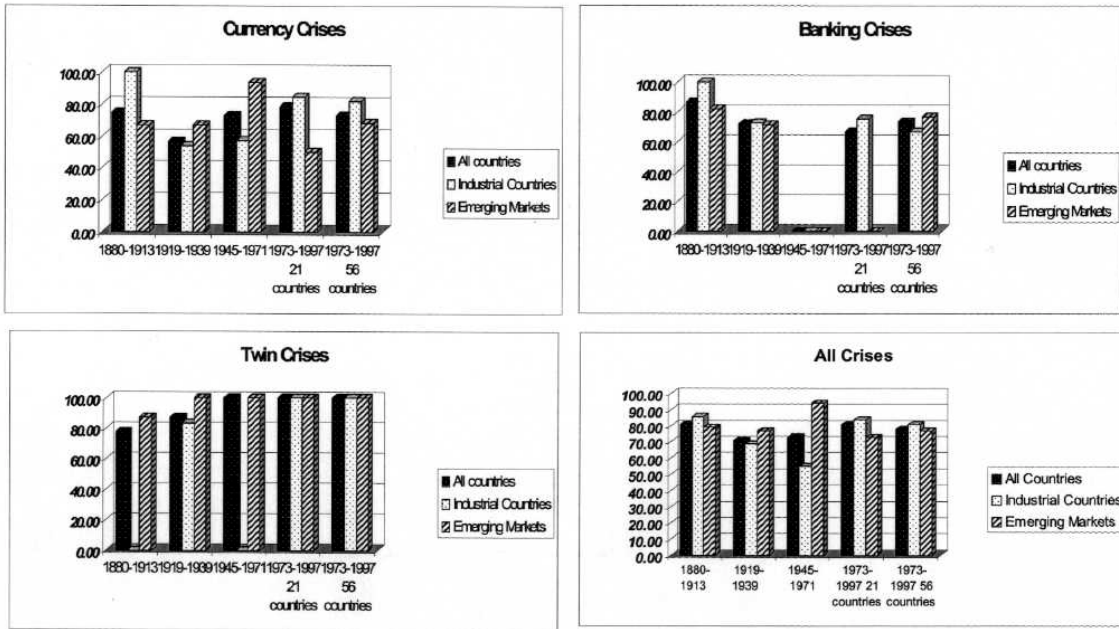 Currency Crises
100.00
80.00
60.00
40.00
20.00
0.00
1880-1913 1919-1939 1945-1971 1973-1997 1973-1997
21 56
countries countries
All countries
Industrial Countries
Emerging Markets
Banking Crises
100.00
80.00
60.00
40.00
20.00
0.00
1880-1913 1919-1939 1945-1971 1973-1997 1973-1997
21 56
countries countries
All countries
Industrial Countries
Emerging Markets
Twin Crises
100.00
80.00
60.00
40.00
20.00
0.00
1880-1913 1919-1939 1945-1971 1973-1997 1973-1997
21 56
countries countries
All countries
Industrial Countries
Emerging Markets
All Crises
100.00
90.00
80.00
70.00
60.00
50.00
40.00
30.00
20.00
10.00
0.00
1880- 1919- 1945- 1973- 1973-
1913 1939 1971 1997 21 1997 56
countries countries
All Countries
Industrial Countries
Emerging Markets